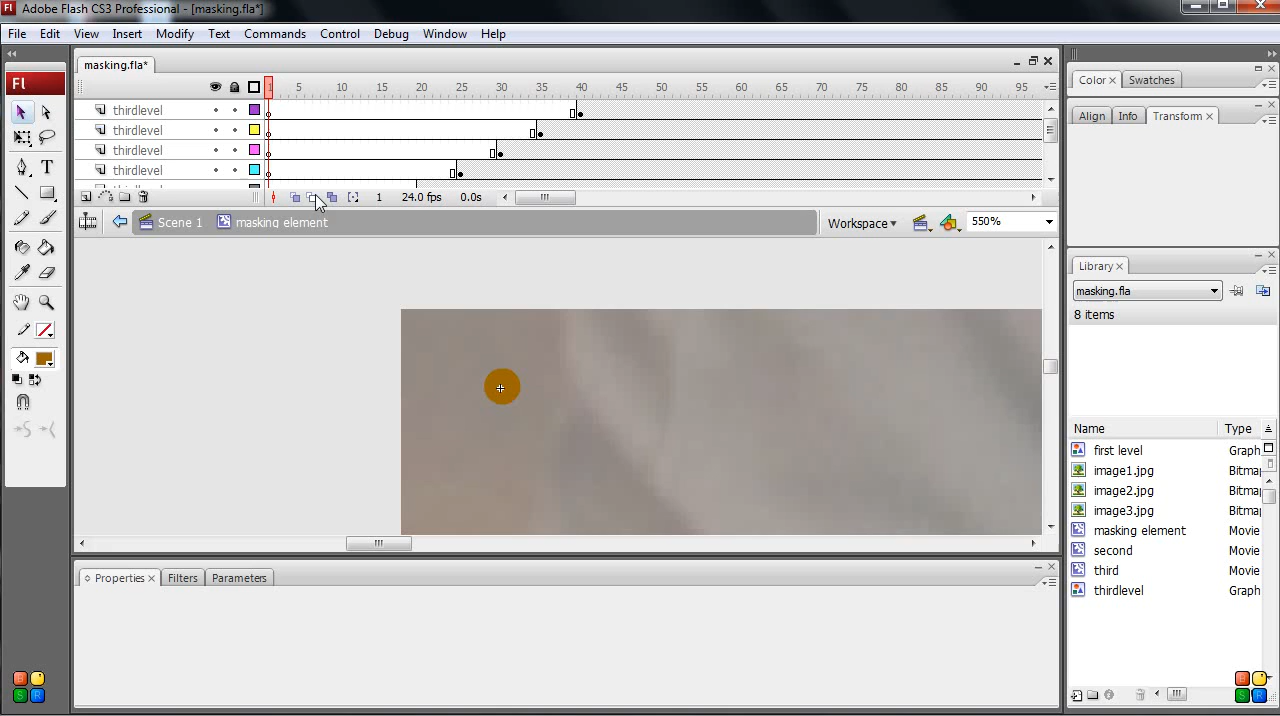 Fl Adobe Flash CS3 Professional - [masking.fla*]
File Edit View Insert Modify Text Commands Control Debug Window Help
masking.fla*
Fl
1 5 10 15 20 25 30 35 40 45 50 55 60 65 70 75 80 85 90 95
thirdlevel
thirdlevel
thirdlevel
thirdlevel
1 24.0 fps 0.0s
Scene 1 masking element Workspace 550%
Properties Filters Parameters
Color Swatches
Align Info Transform
Library
masking.fla
8 items
Name Type
first level Graph
image1.jpg Bitmap
image2.jpg Bitmap
image3.jpg Bitmap
masking element Movie
second Movie
third Movie
thirdlevel Graph
B
S R
B
S R